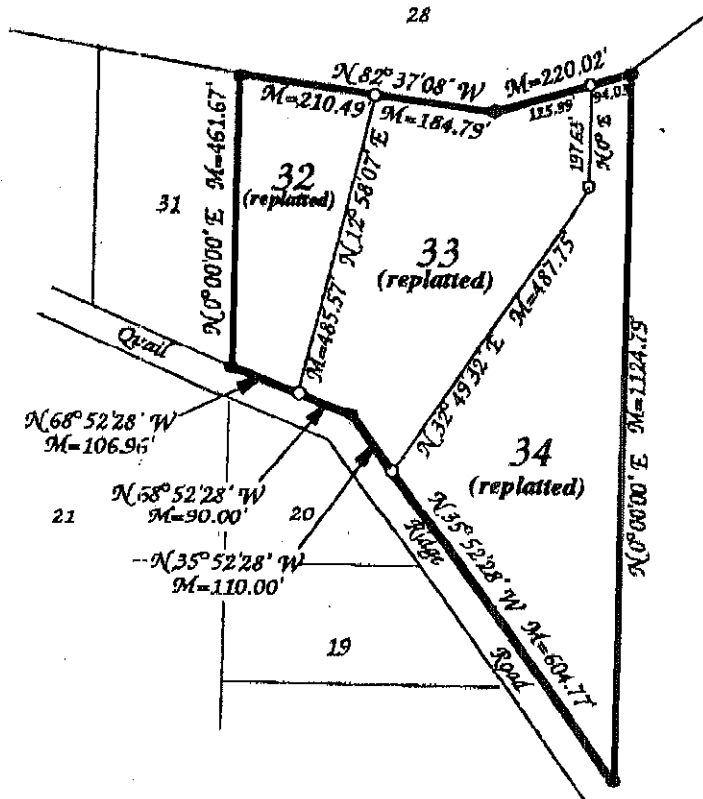 28
N 82° 37' 08" W
M=220.02'
M=210.49'
M=184.79'
125.99'
94.03'
N 0° E
197.63'
N 0° 00' 00" E M=461.67'
31
32
(replatted)
N 12° 58' 07" E
M=485.57'
33
(replatted)
N 32° 49' 32" E M=487.75'
N 0° 00' 00" E M=1124.79'
Quail
N 68° 52' 28" W
M=106.96'
34
(replatted)
N 68° 52' 28" W
M=90.00'
21
20
Ridge
N 35° 52' 28" W M=604.77'
N 35° 52' 28" W
M=110.00'
19
Road